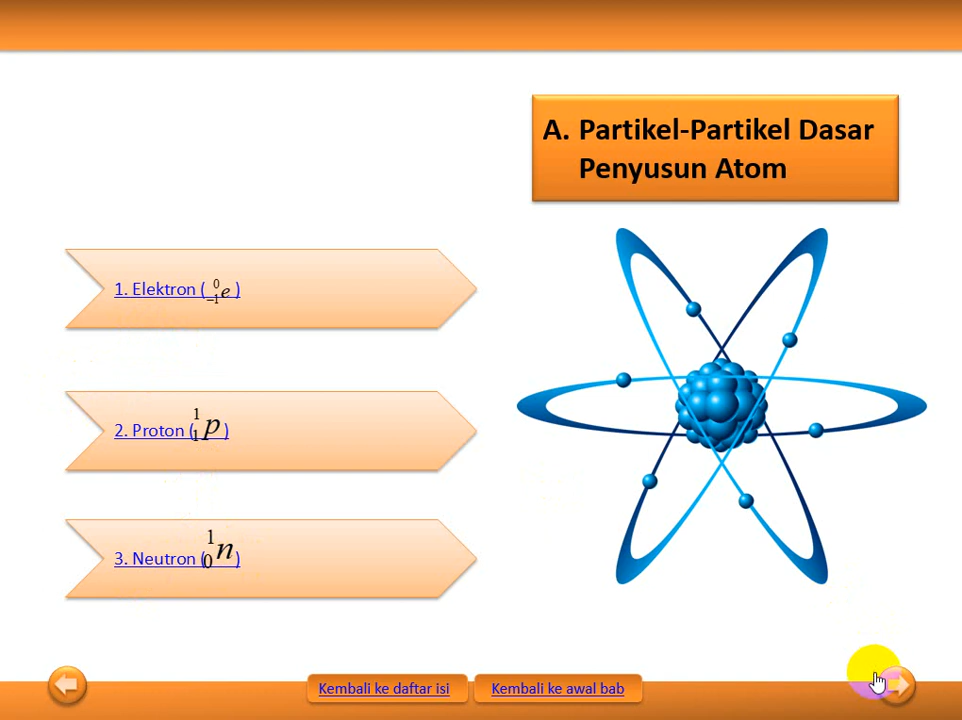 A. Partikel-Partikel Dasar
Penyusun Atom
1. Elektron ( ⁰₋₁e )
2. Proton ( ¹₁p )
3. Neutron ( ¹₀n )
Kembali ke daftar isi
Kembali ke awal bab